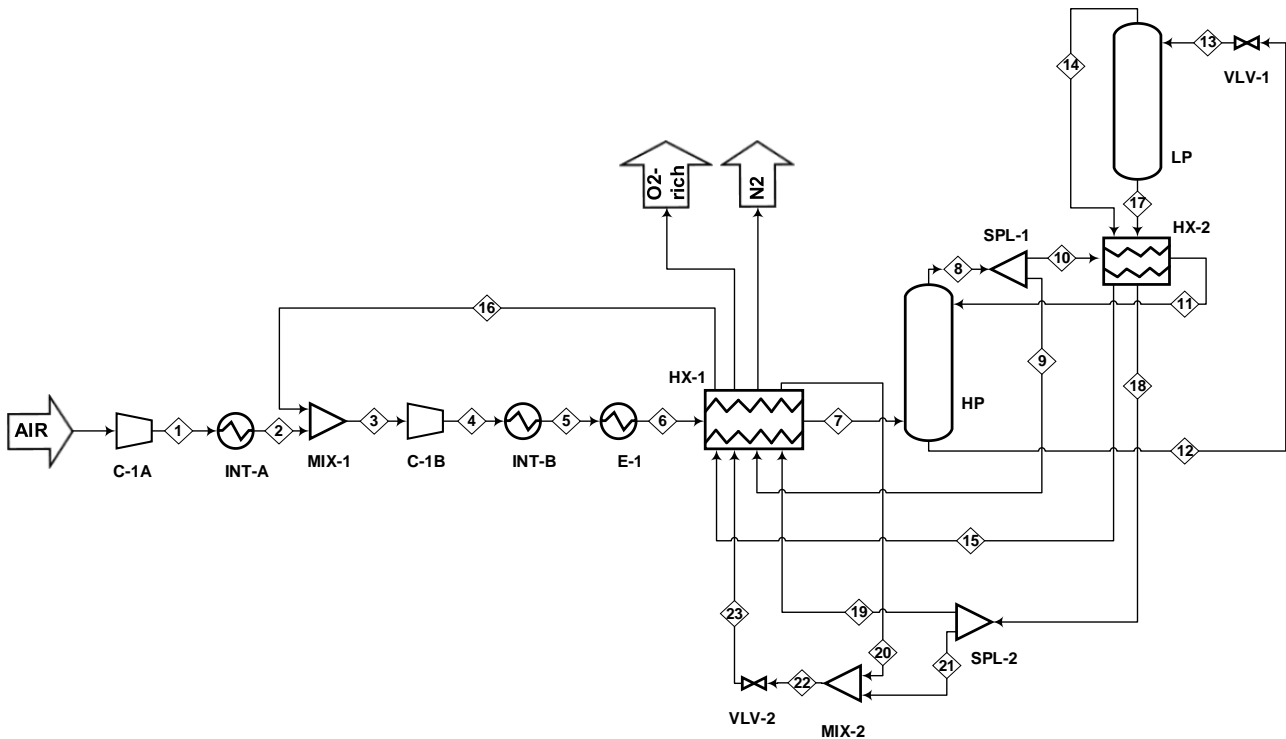 13
14
VLV-1
O2-
rich
N2
LP
17
HX-2
SPL-1
10
8
11
16
9
18
HX-1
AIR
1
2
3
4
5
6
7
HP
C-1A
INT-A
MIX-1
C-1B
INT-B
E-1
12
15
19
23
20
21
SPL-2
22
VLV-2
MIX-2